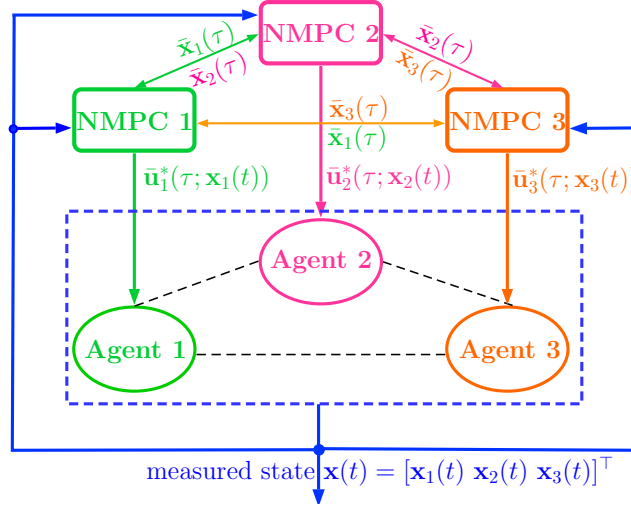 NMPC 2
x̄₁(τ)
x̄₂(τ)
x̄₂(τ)
x̄₃(τ)
NMPC 1
x̄₃(τ)
x̄₁(τ)
NMPC 3
ū₁*(τ; x₁(t))
ū₂*(τ; x₂(t))
ū₃*(τ; x₃(t)
Agent 2
Agent 1
Agent 3
measured state x(t) = [x₁(t) x₂(t) x₃(t)]⊤